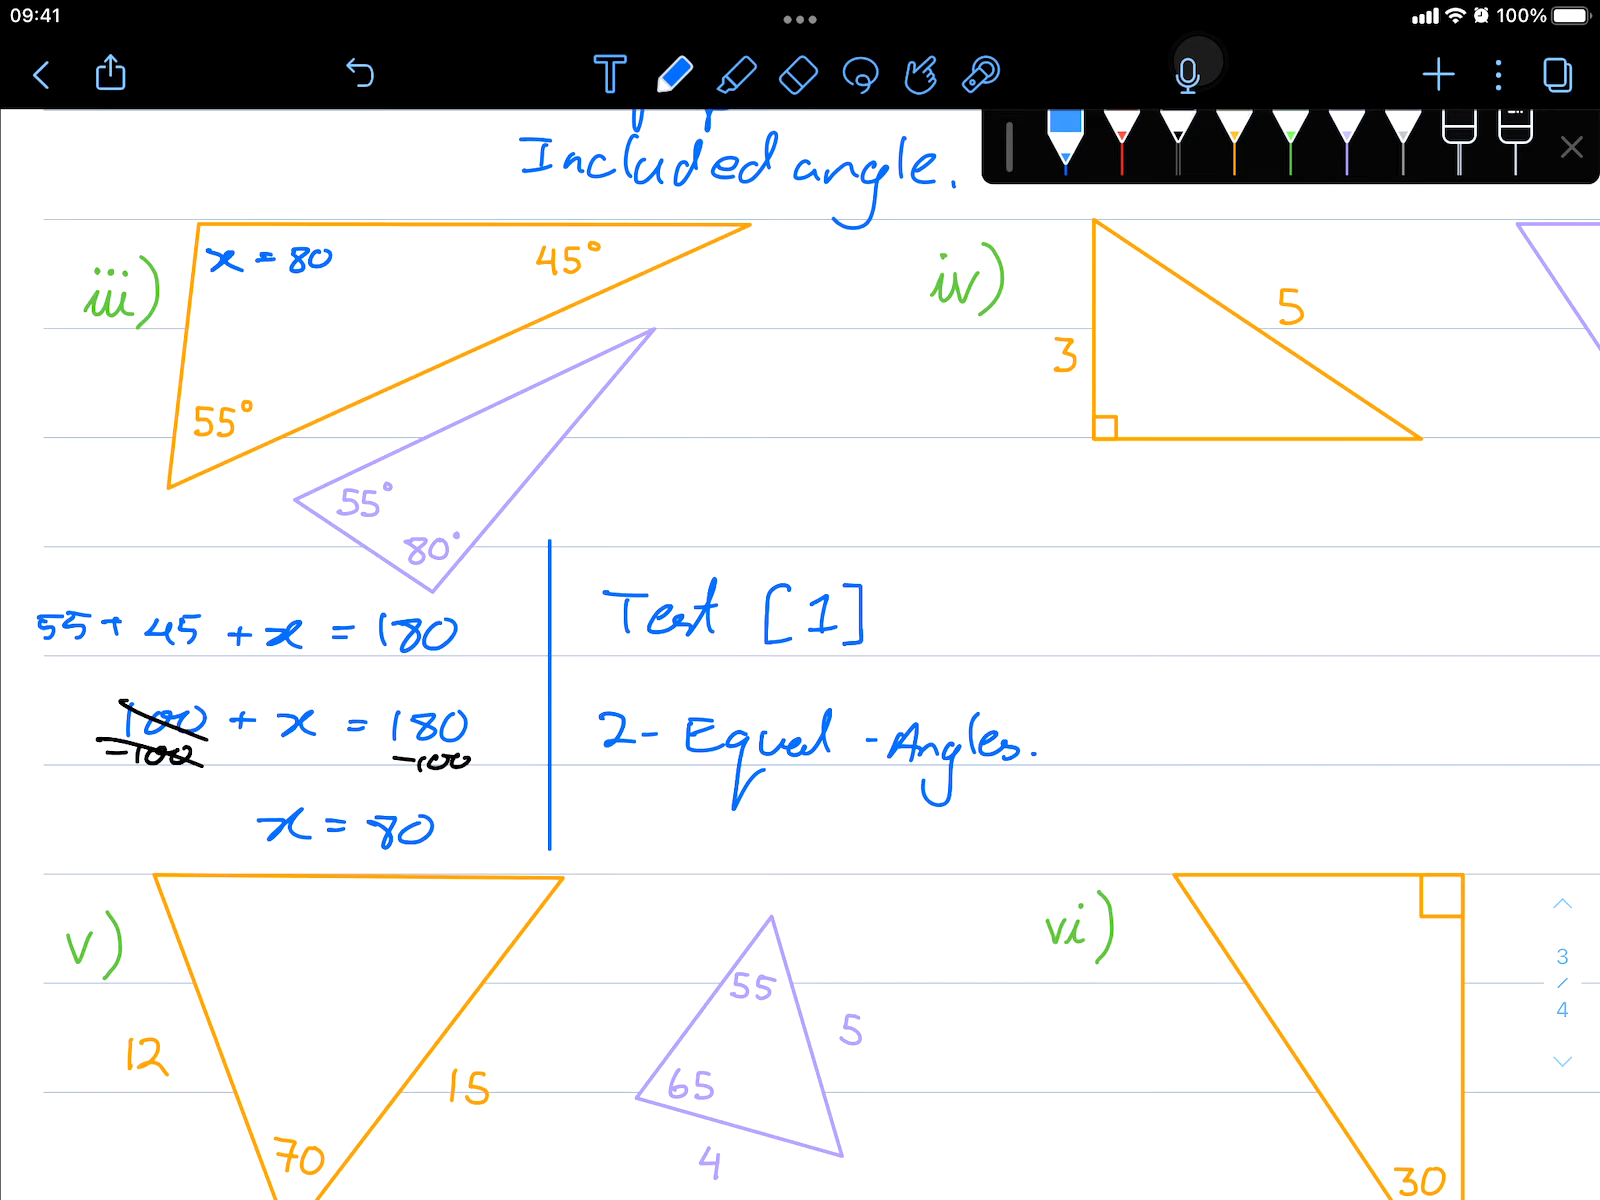 09:41
100%
Included angle.
iii)
x = 80
45°
55°
55°
80°
iv)
3
5
55 + 45 + x = 180
100 + x = 180
-100
-100
x = 80
Test [1]
2- Equal - Angles.
v)
12
15
70
55
65
5
4
vi)
30
3
/
4